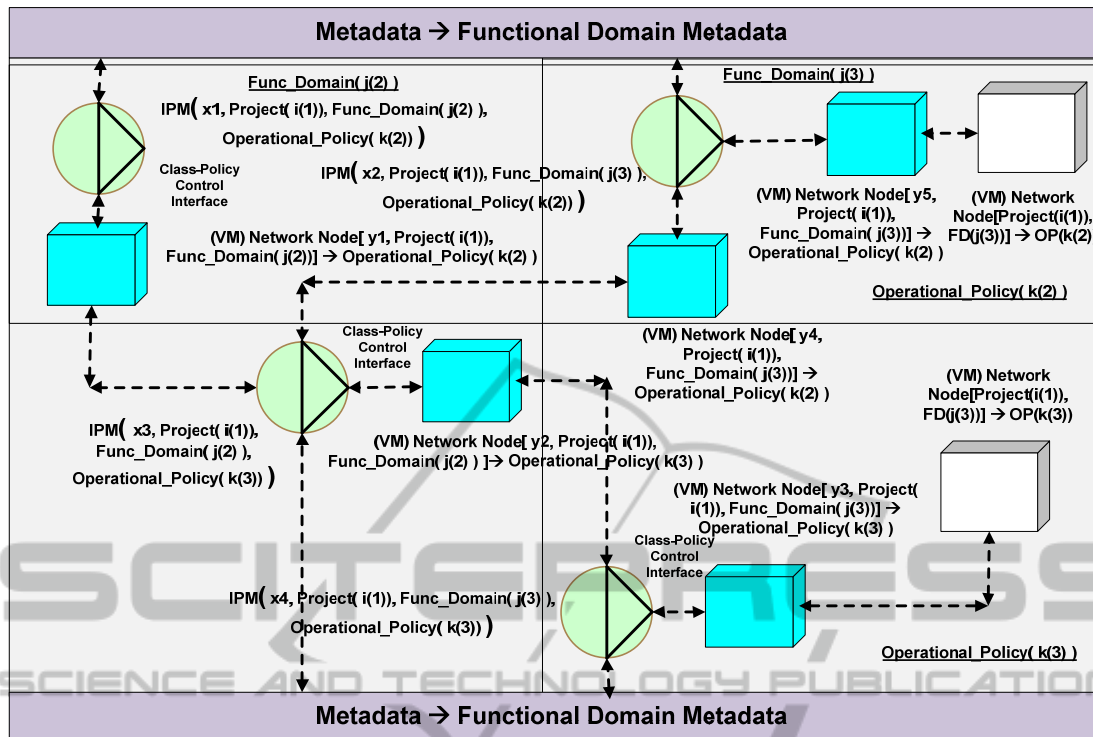 Metadata → Functional Domain Metadata
Func_Domain( j(2) )
IPM( x1, Project( i(1)), Func_Domain( j(2) ),
Operational_Policy( k(2)) )
Class-Policy
Control
Interface
(VM) Network Node[ y1, Project( i(1)),
Func_Domain( j(2))] → Operational_Policy( k(2) )
Func_Domain( j(3) )
IPM( x2, Project( i(1)), Func_Domain( j(3) ),
Operational_Policy( k(2)) )
(VM) Network Node[ y5,
Project( i(1)),
Func_Domain( j(3))] →
Operational_Policy( k(2) )
(VM) Network
Node[Project(i(1)),
FD(j(3))] → OP(k(2)
Operational_Policy( k(2) )
Class-Policy
Control
Interface
IPM( x3, Project( i(1)),
Func_Domain( j(2) ),
Operational_Policy( k(3)) )
(VM) Network Node[ y2, Project( i(1)),
Func_Domain( j(2) ) ]→ Operational_Policy( k(3) )
(VM) Network Node[ y4,
Project( i(1)),
Func_Domain( j(3))] →
Operational_Policy( k(2) )
(VM) Network
Node[Project(i(1)),
FD(j(3))] → OP(k(3))
(VM) Network Node[ y3, Project(
i(1)), Func_Domain( j(3))] →
Operational_Policy( k(3) )
Class-Policy
Control
Interface
IPM( x4, Project( i(1)), Func_Domain( j(3) ),
Operational_Policy( k(3)) )
Operational_Policy( k(3) )
SCITEPRESS
SCIENCE AND TECHNOLOGY PUBLICATIONS
Metadata → Functional Domain Metadata